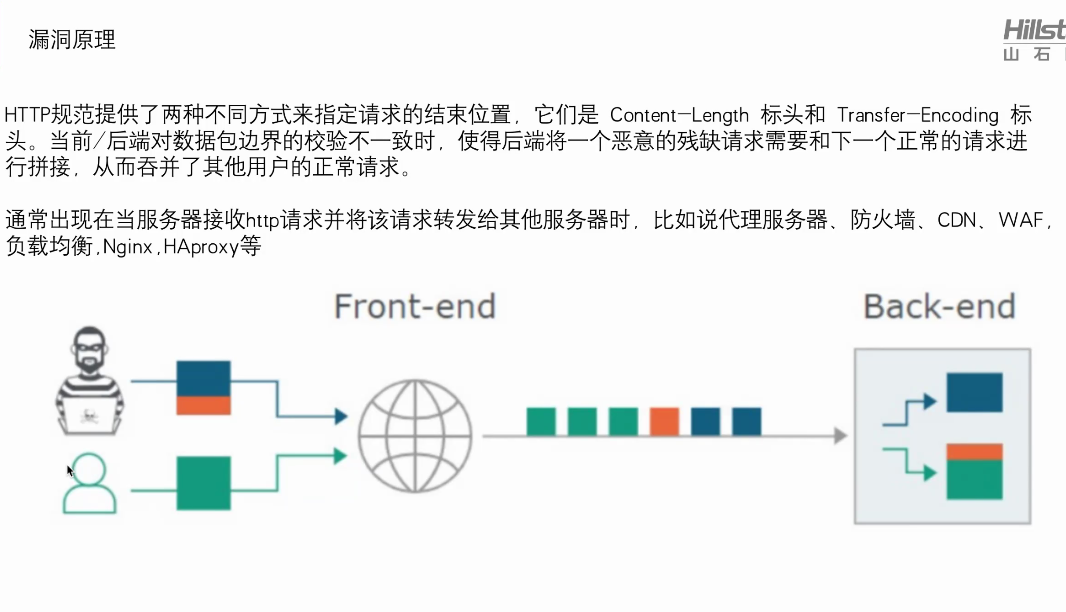 漏洞原理
Hillst
山石
HTTP规范提供了两种不同方式来指定请求的结束位置，它们是 Content-Length 标头和 Transfer-Encoding 标
头。当前/后端对数据包边界的校验不一致时，使得后端将一个恶意的残缺请求需要和下一个正常的请求进
行拼接，从而吞并了其他用户的正常请求。
通常出现在当服务器接收http请求并将该请求转发给其他服务器时，比如说代理服务器、防火墙、CDN、WAF,
负载均衡,Nginx,HAproxy等
Front-end
Back-end